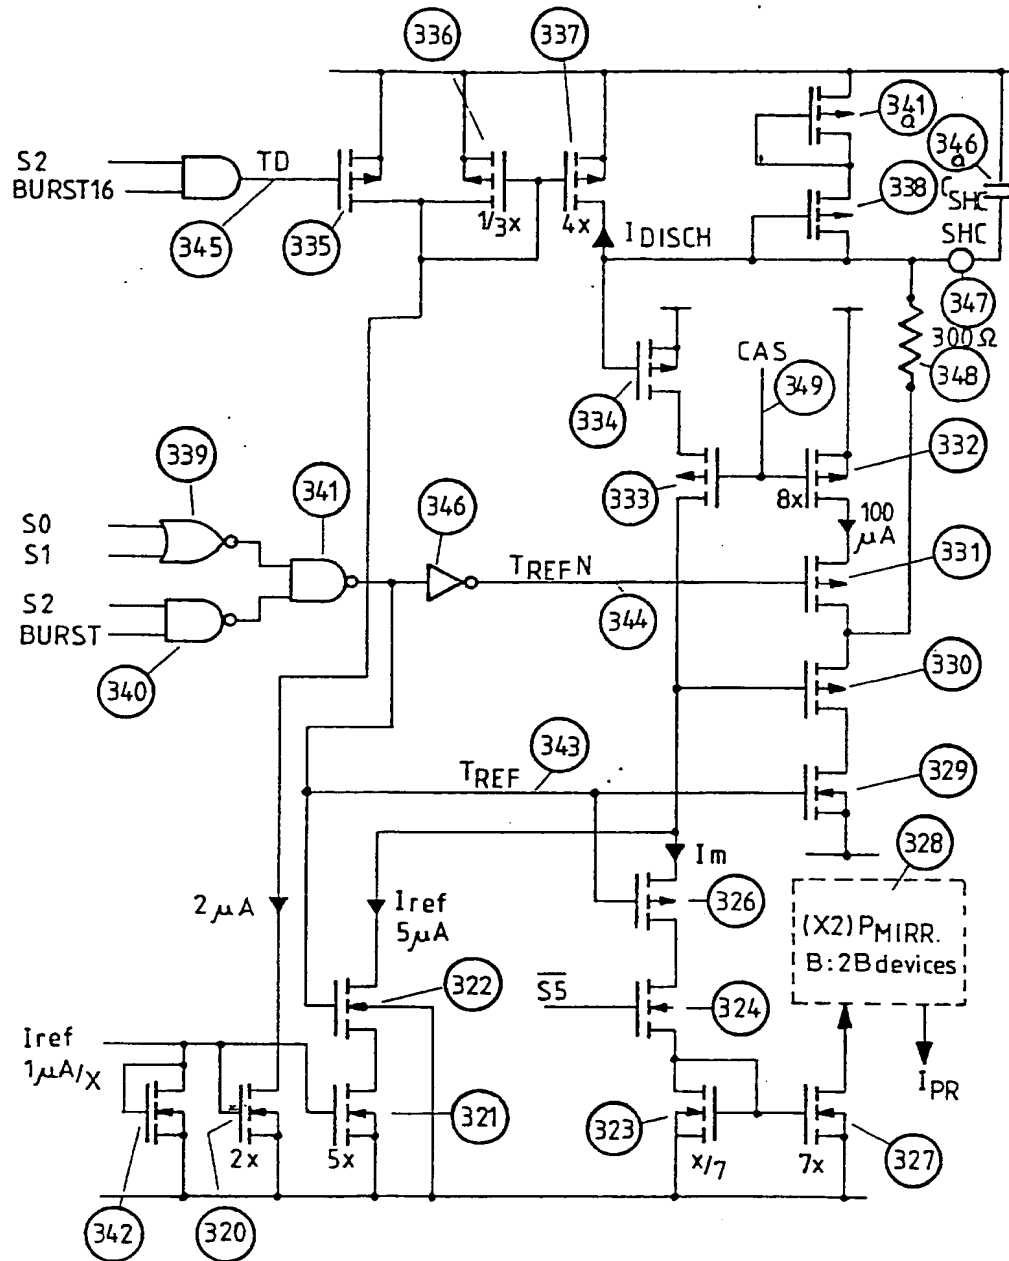 336
337
341
a
346
a
S2
BURST16
TD
345
335
1/3x
4x
I DISCH
338
CSHC
SHC
347
300Ω
348
334
CAS
349
333
8x
332
100
μA
331
339
341
346
S0
S1
TREFN
344
S2
BURST
340
330
343
TREF
329
328
Im
326
(X2) PMIRR.
B:2B devices
2μA
Iref
5μA
322
S5
324
IPR
Iref
1μA/X
342
2x
320
5x
321
323
x/7
7x
327